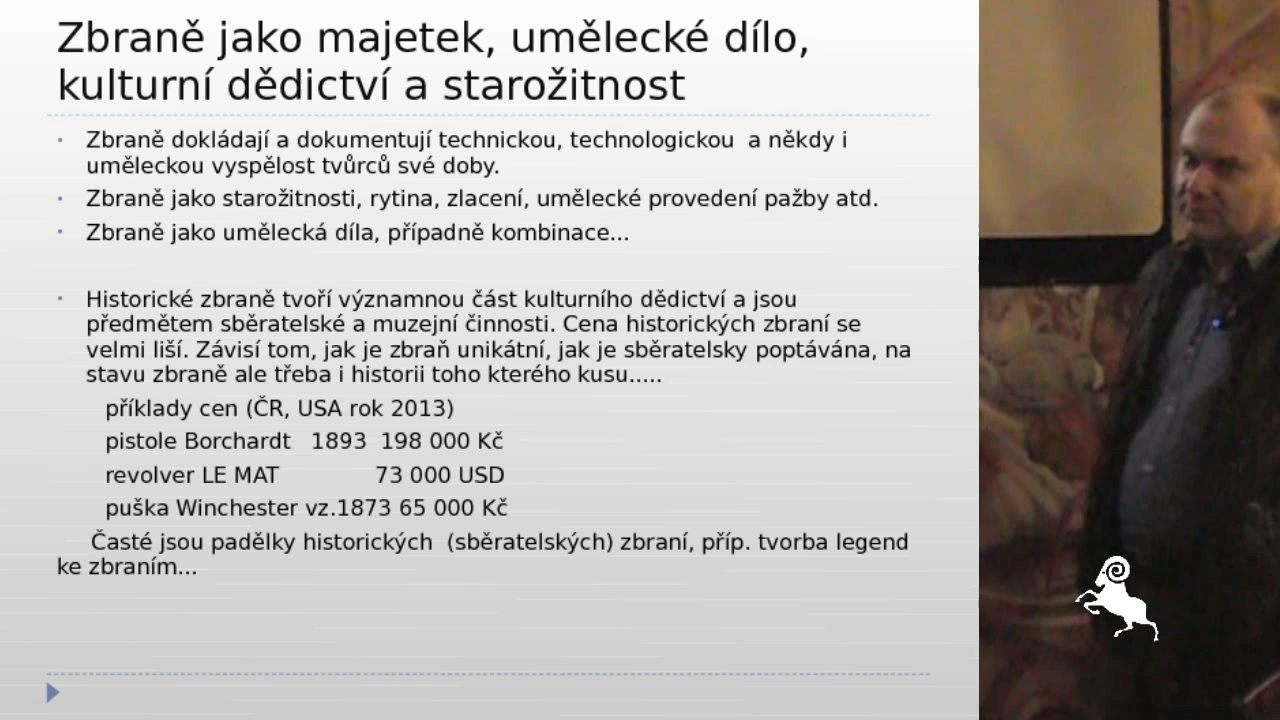 Zbraně jako majetek, umělecké dílo,
kulturní dědictví a starožitnost
Zbraně dokládají a dokumentují technickou, technologickou  a někdy i
uměleckou vyspělost tvůrců své doby.
Zbraně jako starožitnosti, rytina, zlacení, umělecké provedení pažby atd.
Zbraně jako umělecká díla, případně kombinace...
Historické zbraně tvoří významnou část kulturního dědictví a jsou
předmětem sběratelské a muzejní činnosti. Cena historických zbraní se
velmi liší. Závisí tom, jak je zbraň unikátní, jak je sběratelsky poptávána, na
stavu zbraně ale třeba i historii toho kterého kusu.....
příklady cen (ČR, USA rok 2013)
pistole Borchardt   1893  198 000 Kč
revolver LE MAT   73 000 USD
puška Winchester vz.1873 65 000 Kč
Časté jsou padělky historických  (sběratelských) zbraní, příp. tvorba legend
ke zbraním...